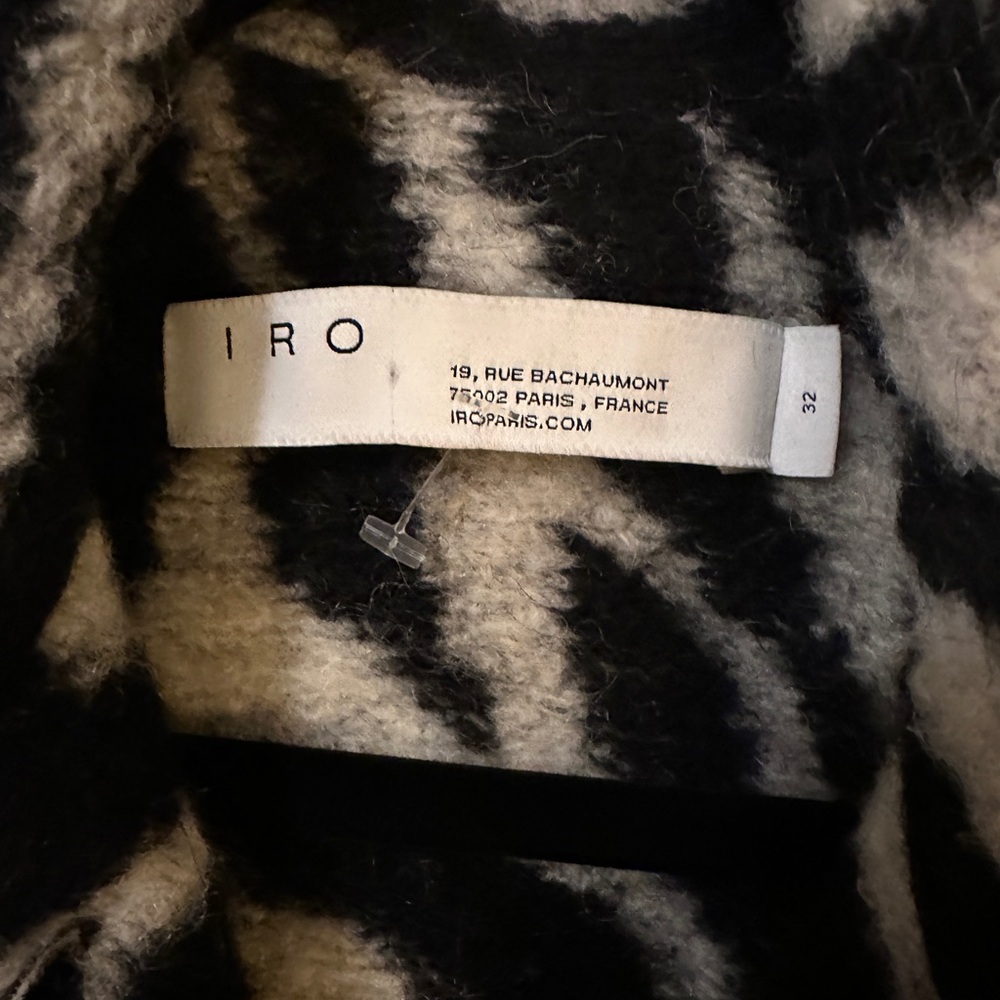 IRO
19, RUE BACHAUMONT
75002 PARIS , FRANCE
IROPARIS.COM
32